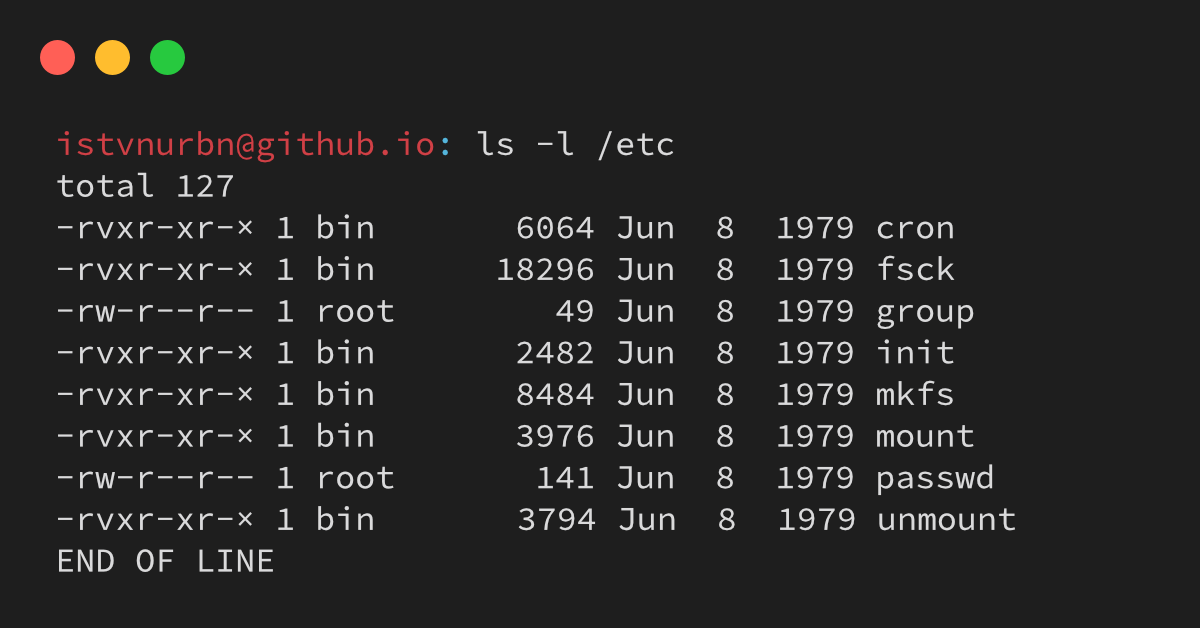 istvnurbn@github.io: ls -l /etc
total 127
-rvxr-xr-× 1 bin       6064 Jun  8  1979 cron
-rvxr-xr-× 1 bin      18296 Jun  8  1979 fsck
-rw-r--r-- 1 root        49 Jun  8  1979 group
-rvxr-xr-× 1 bin       2482 Jun  8  1979 init
-rvxr-xr-× 1 bin       8484 Jun  8  1979 mkfs
-rvxr-xr-× 1 bin       3976 Jun  8  1979 mount
-rw-r--r-- 1 root       141 Jun  8  1979 passwd
-rvxr-xr-× 1 bin       3794 Jun  8  1979 unmount
END OF LINE